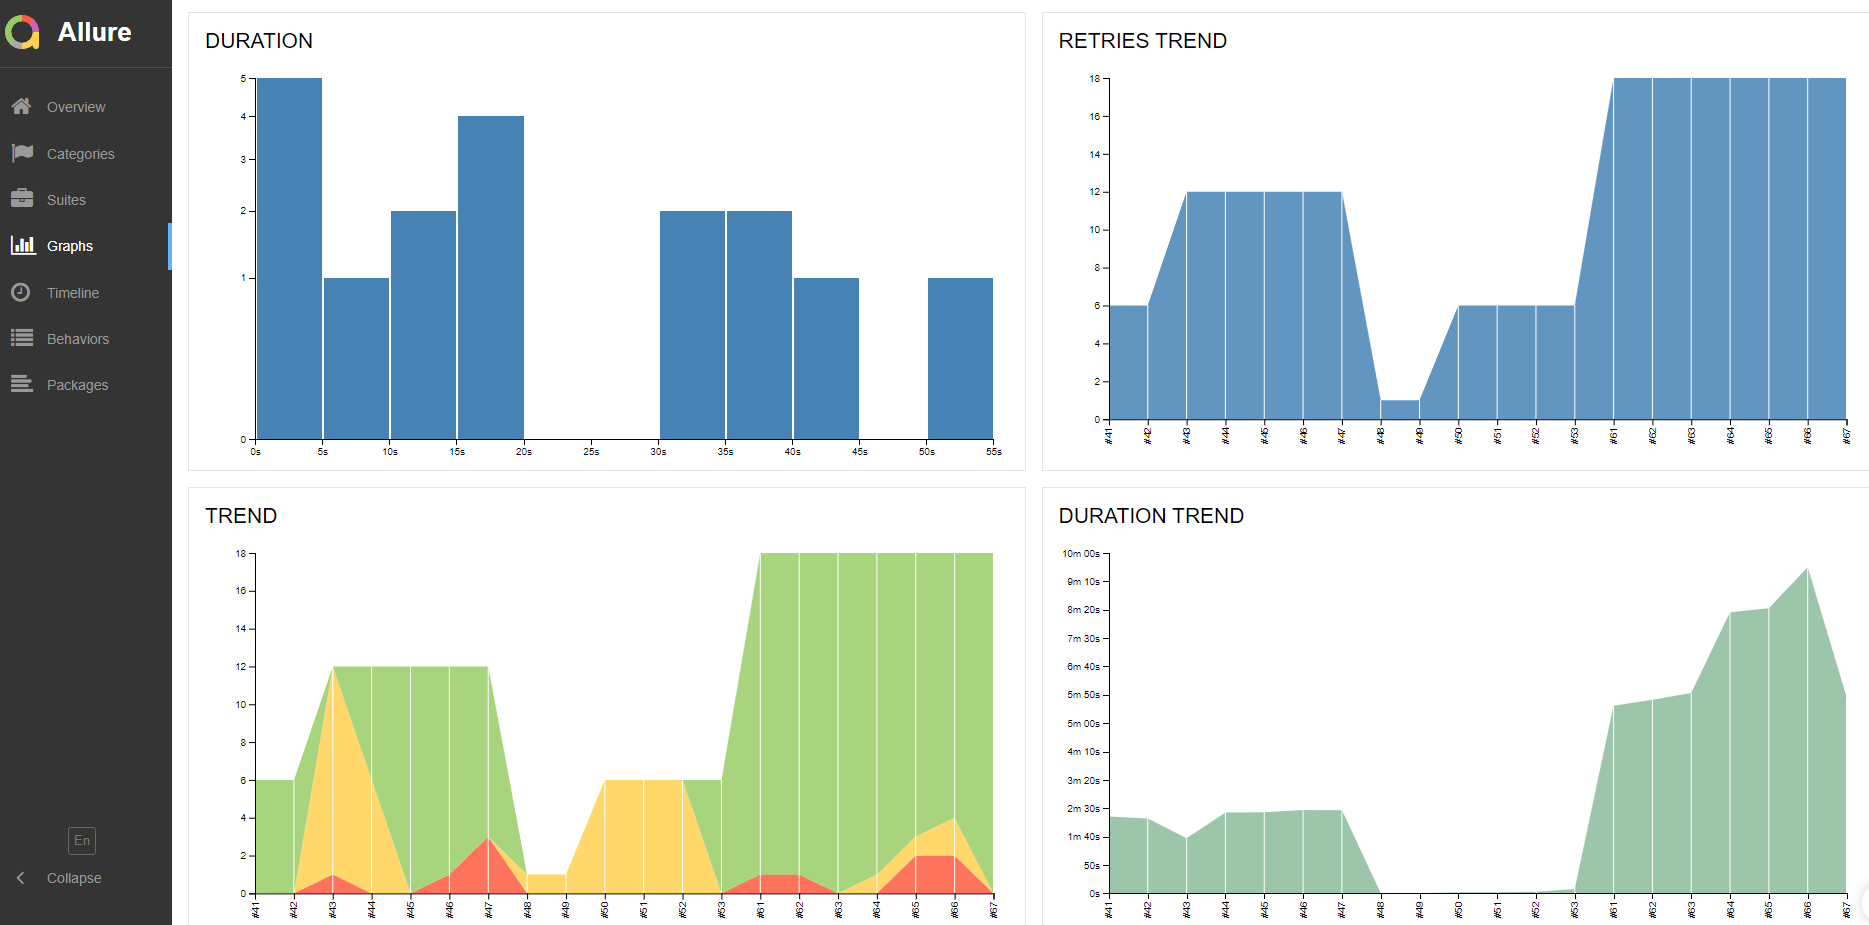 Allure
Overview
Categories
Suites
Graphs
Timeline
Behaviors
Packages
En
Collapse
DURATION
5
4
3
2
1
0
0s 5s 10s 15s 20s 25s 30s 35s 40s 45s 50s 55s
RETRIES TREND
18
16
14
12
10
8
6
4
2
0
#41 #42 #43 #44 #45 #46 #47 #48 #49 #50 #51 #52 #53 #61 #62 #63 #64 #65 #66 #67
TREND
18
16
14
12
10
8
6
4
2
0
#41 #42 #43 #44 #45 #46 #47 #48 #49 #50 #51 #52 #53 #61 #62 #63 #64 #65 #66 #67
DURATION TREND
10m 00s
9m 10s
8m 20s
7m 30s
6m 40s
5m 50s
5m 00s
4m 10s
3m 20s
2m 30s
1m 40s
50s
0s
#41 #42 #43 #44 #45 #46 #47 #48 #49 #50 #51 #52 #53 #61 #62 #63 #64 #65 #66 #67